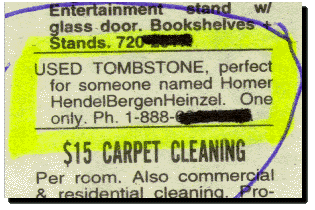 Entertainment stand w/
glass door. Bookshelves +
Stands. 720-
USED TOMBSTONE, perfect
for someone named Homer
HendelBergenHeinzel. One
only. Ph. 1-888-
$15 CARPET CLEANING
Per room. Also commercial
& residential cleaning. Pro-